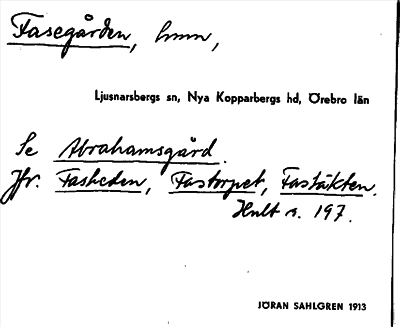 Fasegården, hmn,
Ljusnarsbergs sn, Nya Kopparbergs hd, Örebro län
Se Abrahamsgård.
Jfr. Fasheden, Fastorpet, Fastäkten.
Hult s. 197.
JÖRAN SAHLGREN 1913